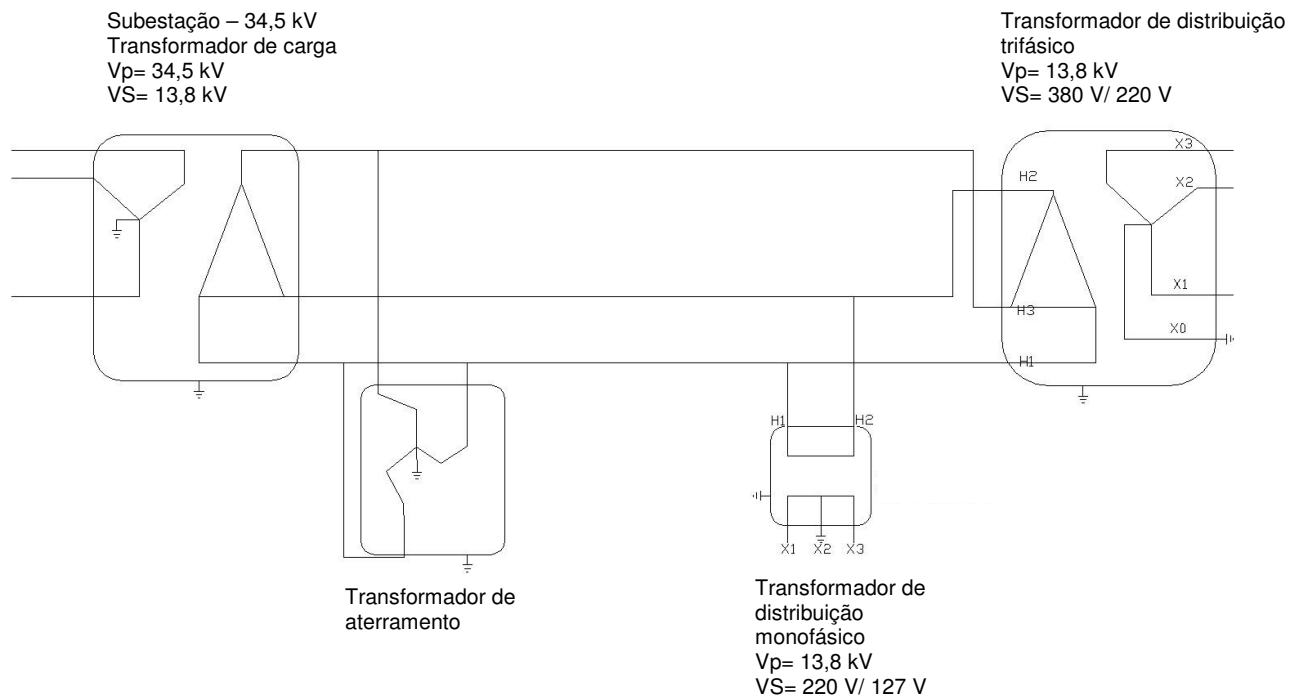 Subestação – 34,5 kV
Transformador de carga
Vp= 34,5 kV
VS= 13,8 kV
Transformador de distribuição
trifásico
Vp= 13,8 kV
VS= 380 V/ 220 V
X3
H2
X2
X1
H3
X0
H1
H1
H2
X1
X2
X3
Transformador de
aterramento
Transformador de
distribuição
monofásico
Vp= 13,8 kV
VS= 220 V/ 127 V